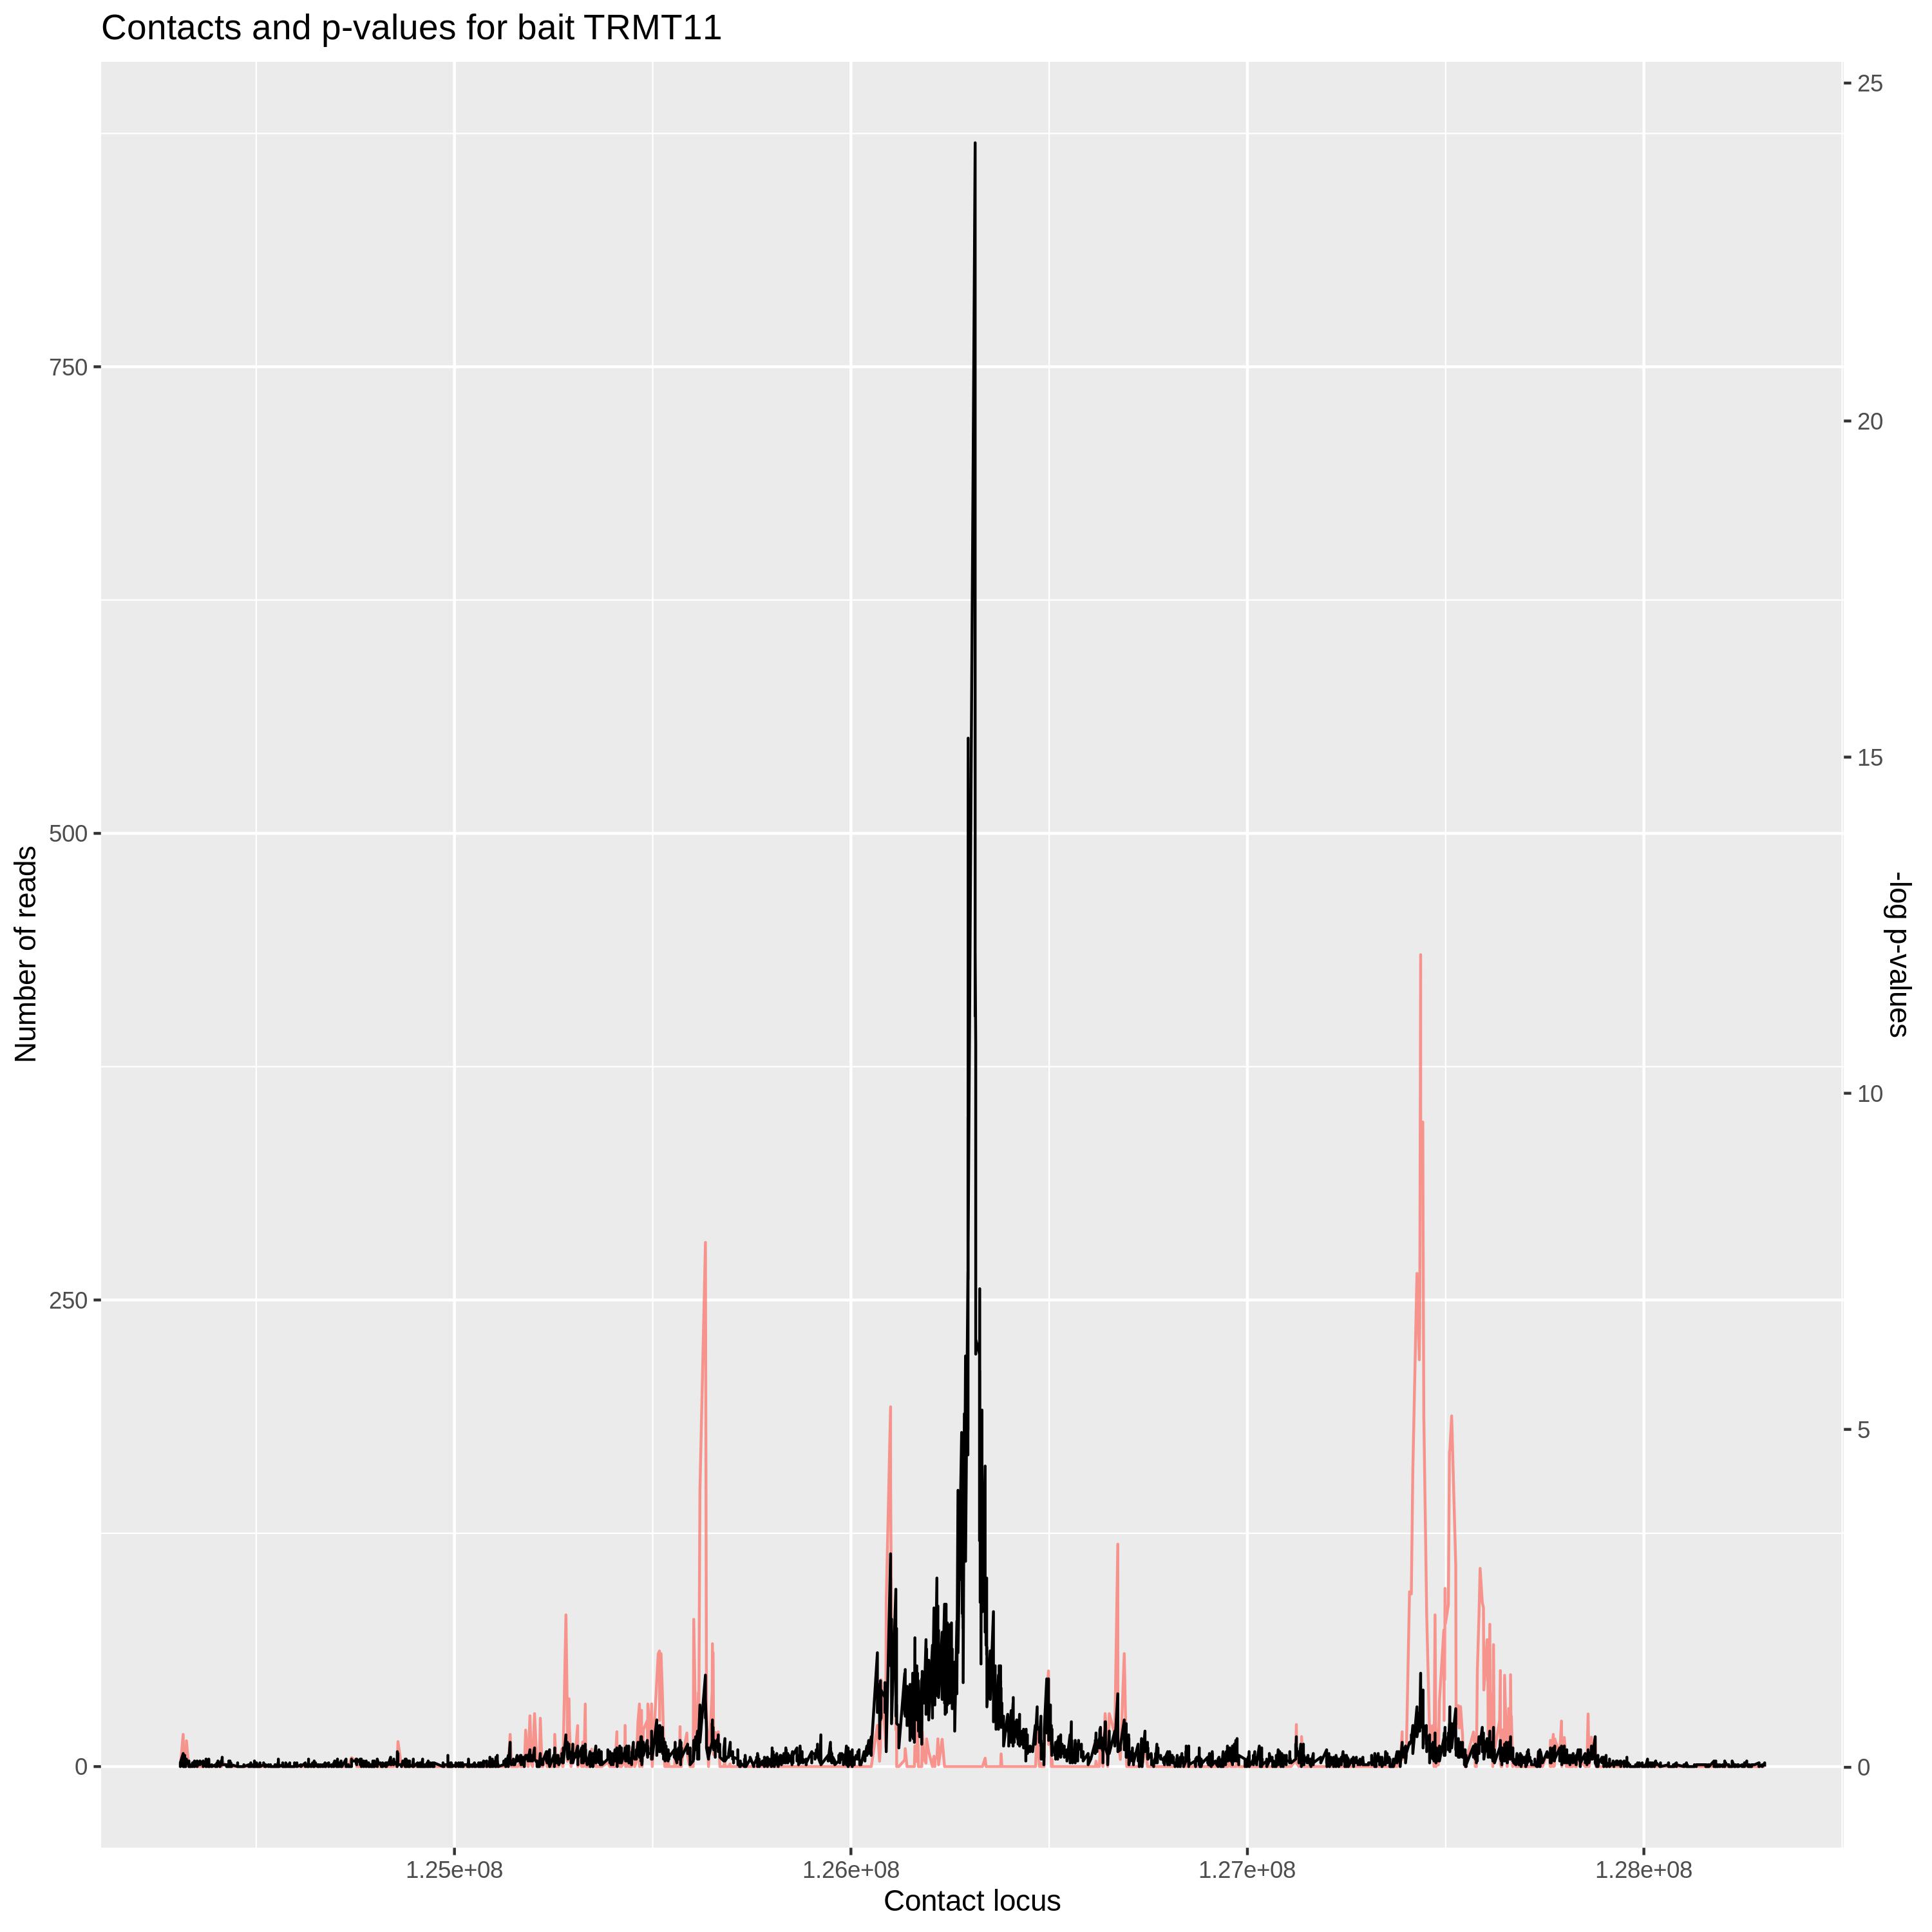 Contacts and p-values for bait TRMT11
25
750
20
15
500
Number of reads
-log p-values
10
250
5
0
0
1.25e+08
1.26e+08
1.27e+08
1.28e+08
Contact locus